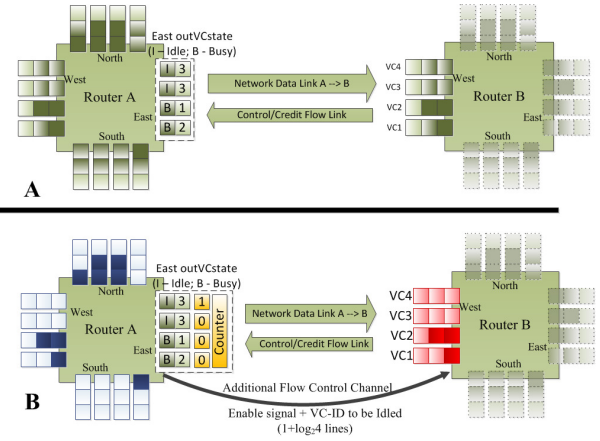 East outVCstate
(I – Idle; B - Busy)
North
West
Router A
East
South
I 3
I 3
B 1
B 2
Network Data Link A --> B
Control/Credit Flow Link
VC4
VC3
VC2
VC1
North
West
Router B
East
South
A
East outVCstate
(I – Idle; B - Busy)
North
West
Router A
East
South
I 3 1
I 3 0
B 1 0
B 2 0
Counter
Network Data Link A --> B
Control/Credit Flow Link
VC4
VC3
VC2
VC1
North
West
Router B
East
South
B
Additional Flow Control Channel
Enable signal + VC-ID to be Idled
(1+log₂4 lines)